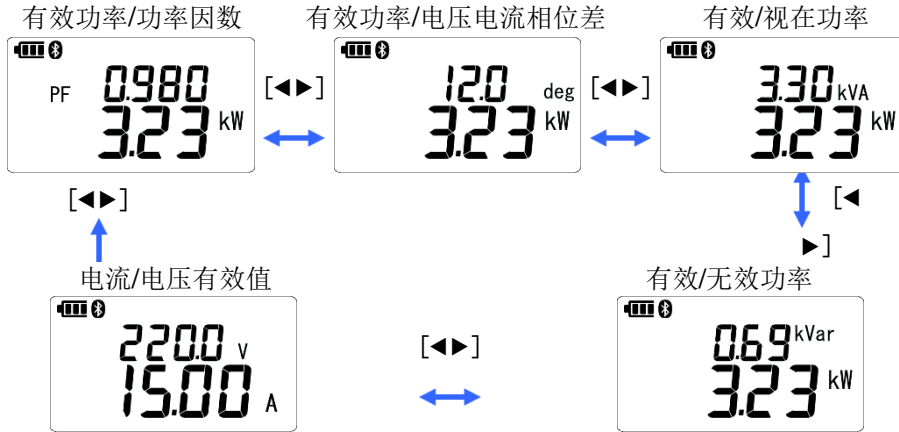 有效功率/功率因数 有效功率/电压电流相位差 有效/视在功率
PF 0.980 [◀▶] 12.0 deg [◀▶] 3.30 kVA
3.23 kW 3.23 kW 3.23 kW
[◀▶] [◀
▶]
电流/电压有效值 有效/无效功率
220.0 V [◀▶] 0.69 kVar
15.00 A 3.23 kW